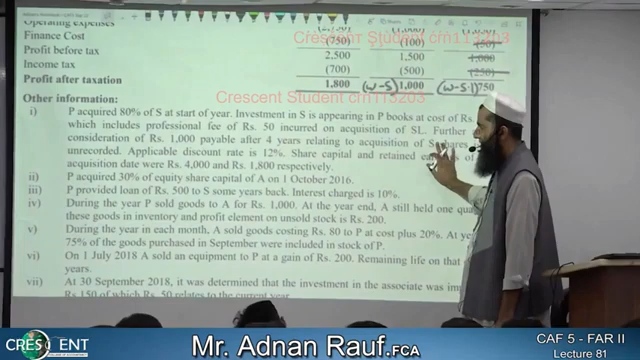 Operating expenses
Finance Cost (750) (100) (50)
Crescent Student crn113203
Profit before tax 2,500 1,500 1,000
Income tax (700) (500) (250)
Profit after taxation 1,800 (W-S) 1,000 (W-S.1) 750
Crescent Student crn113203
Other information:
i) P acquired 80% of S at start of year. Investment in S is appearing in P books at cost of Rs.
which includes professional fee of Rs. 50 incurred on acquisition of SL. Further
consideration of Rs. 1,000 payable after 4 years relating to acquisition of S shares
unrecorded. Applicable discount rate is 12%. Share capital and retained of
acquisition date were Rs. 4,000 and Rs. 1,800 respectively.
ii) P acquired 30% of equity share capital of A on 1 October 2016.
iii) P provided loan of Rs. 500 to S some years back. Interest charged is 10%.
iv) During the year P sold goods to A for Rs. 1,000. At the year end, A still held one
these goods in inventory and profit element on unsold stock is Rs. 200.
v) During the year in each month, A sold goods costing Rs. 80 to P at cost plus 20%. At
75% of the goods purchased in September were included in stock of P.
vi) On 1 July 2018 A sold an equipment to P at a gain of Rs. 200. Remaining life on that
years.
vii) At 30 September 2018, it was determined that the investment in the associate was
Rs.150 of which Rs. 50 relates to the current year.
CRESCENT
Mr. Adnan Rauf.FCA
CAF 5 - FAR II
Lecture 81